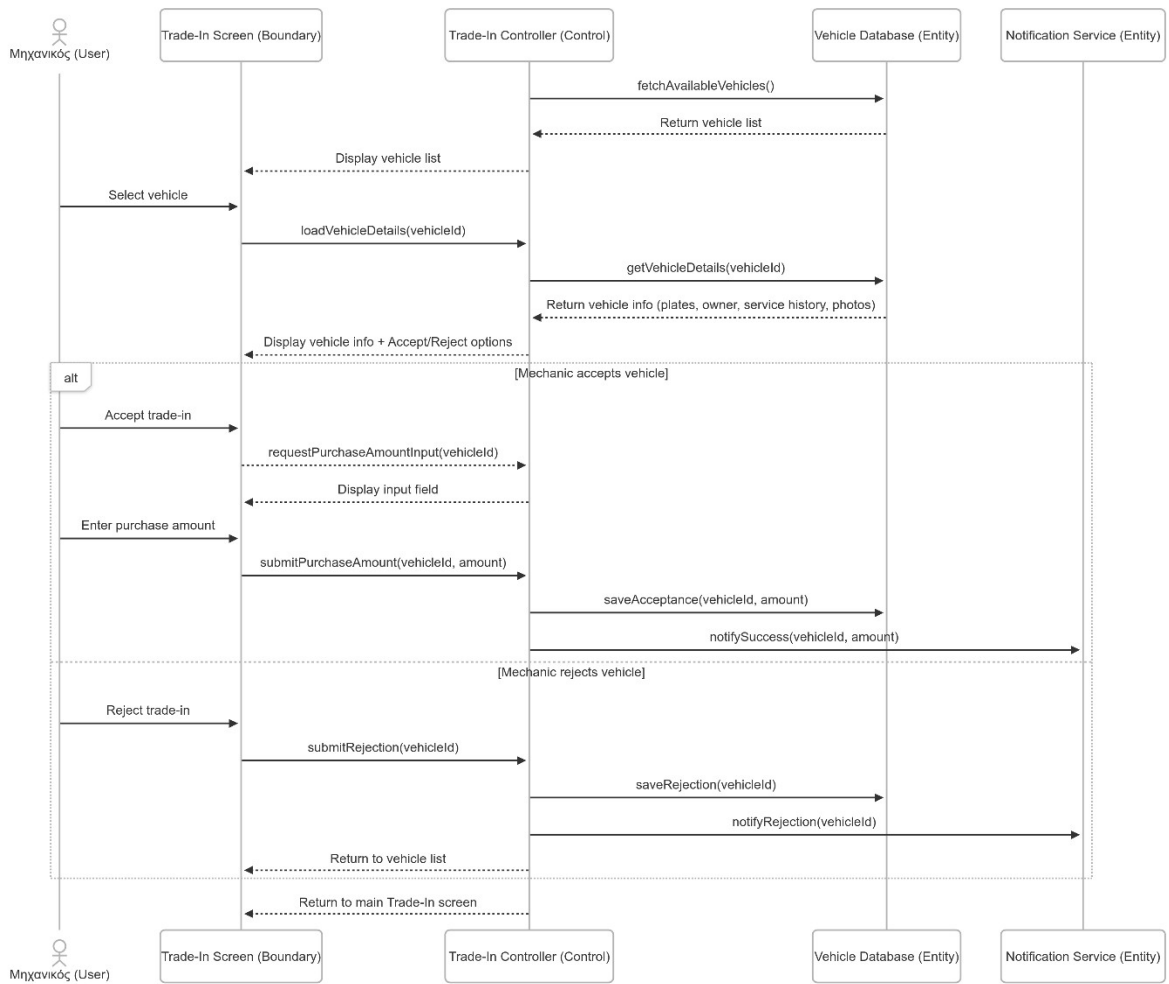 Μηχανικός (User)
Trade-In Screen (Boundary)
Trade-In Controller (Control)
Vehicle Database (Entity)
Notification Service (Entity)
fetchAvailableVehicles()
Return vehicle list
Display vehicle list
Select vehicle
loadVehicleDetails(vehicleId)
getVehicleDetails(vehicleId)
Return vehicle info (plates, owner, service history, photos)
Display vehicle info + Accept/Reject options
alt
[Mechanic accepts vehicle]
Accept trade-in
requestPurchaseAmountInput(vehicleId)
Display input field
Enter purchase amount
submitPurchaseAmount(vehicleId, amount)
saveAcceptance(vehicleId, amount)
notifySuccess(vehicleId, amount)
[Mechanic rejects vehicle]
Reject trade-in
submitRejection(vehicleId)
saveRejection(vehicleId)
notifyRejection(vehicleId)
Return to vehicle list
Return to main Trade-In screen
Μηχανικός (User)
Trade-In Screen (Boundary)
Trade-In Controller (Control)
Vehicle Database (Entity)
Notification Service (Entity)